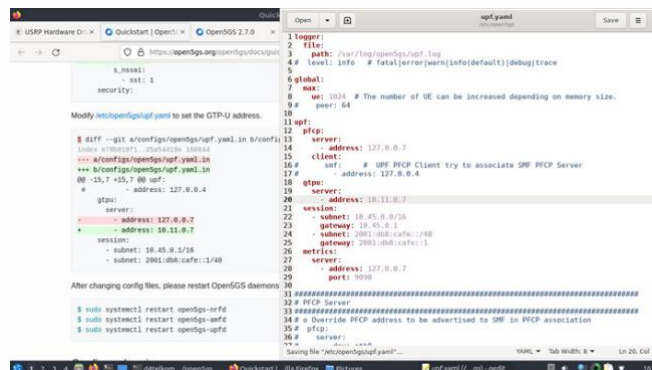 Quick
USRP Hardware Dri
Quickstart | Open5
Open5GS 2.7.0
https://open5gs.org/open5gs/docs/guid
s_nssai:
- sst: 1
security:
Modify /etc/open5gs/upf.yaml to set the GTP-U address.
$ diff --git a/configs/open5gs/upf.yaml.in b/config
--- a/configs/open5gs/upf.yaml.in
+++ b/configs/open5gs/upf.yaml.in
@@ -15,7 +15,7 @@ upf:
# - address: 127.0.0.4
gtpu:
server:
- - address: 127.0.0.7
+ - address: 10.11.0.7
session:
- subnet: 10.45.0.1/16
- subnet: 2001:db8:cafe::1/48
After changing config files, please restart Open5GS daemons
$ sudo systemctl restart open5gs-nrfd
$ sudo systemctl restart open5gs-amfd
$ sudo systemctl restart open5gs-upfd
Open
upf.yaml
/etc/open5gs
Save
1 logger:
2 file:
3 path: /var/log/open5gs/upf.log
4 # level: info # fatal|error|warn|info(default)|debug|trace
5
6 global:
7 max:
8 ue: 1024 # The number of UE can be increased depending on memory size.
9 # peer: 64
10
11 upf:
12 pfcp:
13 server:
14 - address: 127.0.0.7
15 client:
16 # smf: # UPF PFCP Client try to associate SMF PFCP Server
17 # - address: 127.0.0.4
18 gtpu:
19 server:
20 - address: 10.11.0.7
21 session:
22 - subnet: 10.45.0.0/16
23 gateway: 10.45.0.1
24 - subnet: 2001:db8:cafe::/48
25 gateway: 2001:db8:cafe::1
26 metrics:
27 server:
28 - address: 127.0.0.7
29 port: 9090
30
31 ################################################################################
32 # PFCP Server
33 ################################################################################
34 # o Override PFCP address to be advertised to SMF in PFCP association
35 # pfcp:
36 # server:
Saving file "/etc/open5gs/upf.yaml"...
YAML
Tab Width: 8
Ln 20, Col